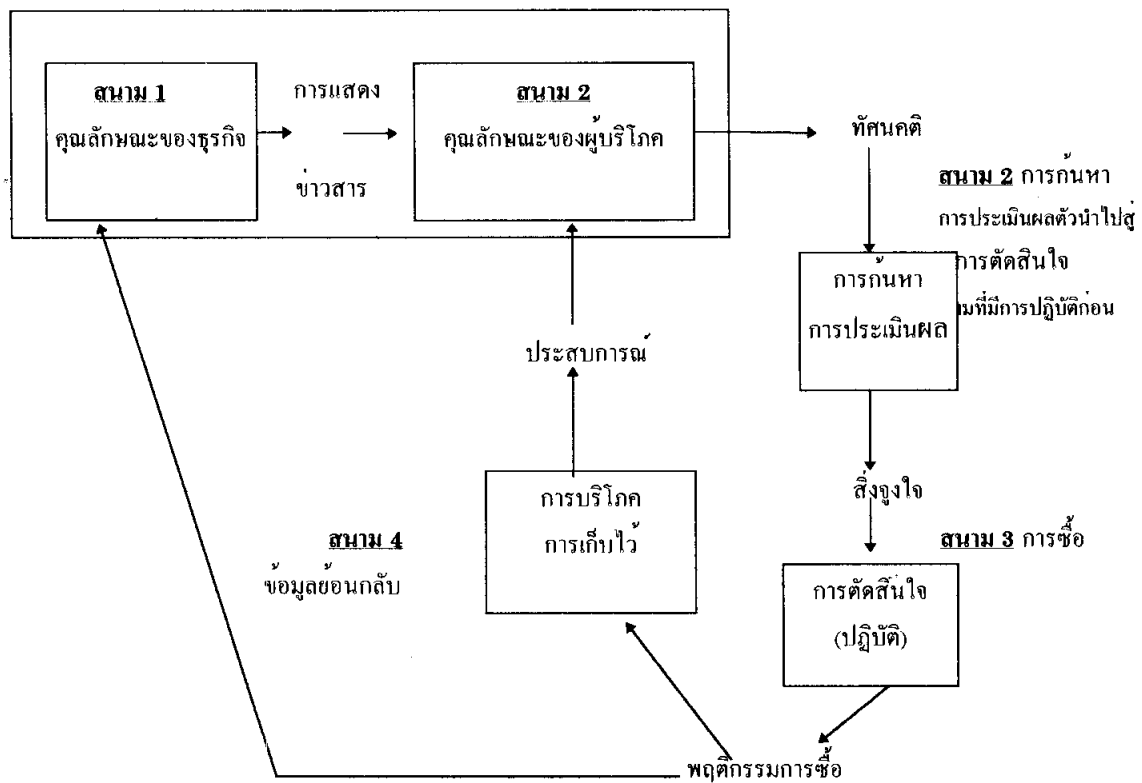 สนาม 1
คุณลักษณะของธุรกิจ
การแสดง
ข่าวสาร
สนาม 2
คุณลักษณะของผู้บริโภค
ทัศนคติ
สนาม 2 การก้นหา
การประเมินผลตัวนำไปสู่
การตัดสินใจ
มที่มีการปฏิบัติก่อน
การก้นหา
การประเมินผล
ประสบการณ์
สิ่งจูงใจ
การบริโภค
การเก็บไว้
สนาม 4
ข้อมูลย้อนกลับ
สนาม 3 การซื้อ
การตัดสินใจ
(ปฏิบัติ)
พฤติกรรมการซื้อ